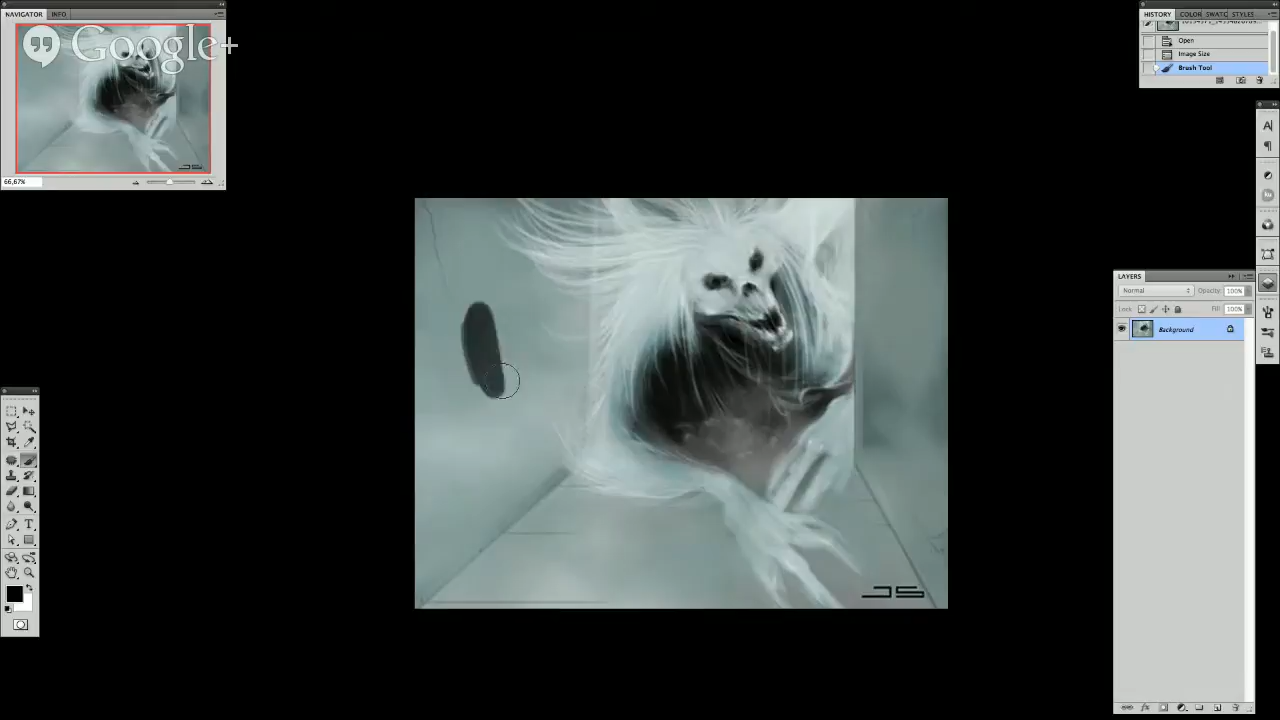 NAVIGATOR INFO
Google+
66,67%
HISTORY COLOR SWATC STYLES
Open
Image Size
Brush Tool
LAYERS
Normal Opacity: 100%
Lock: Fill: 100%
Background
JS